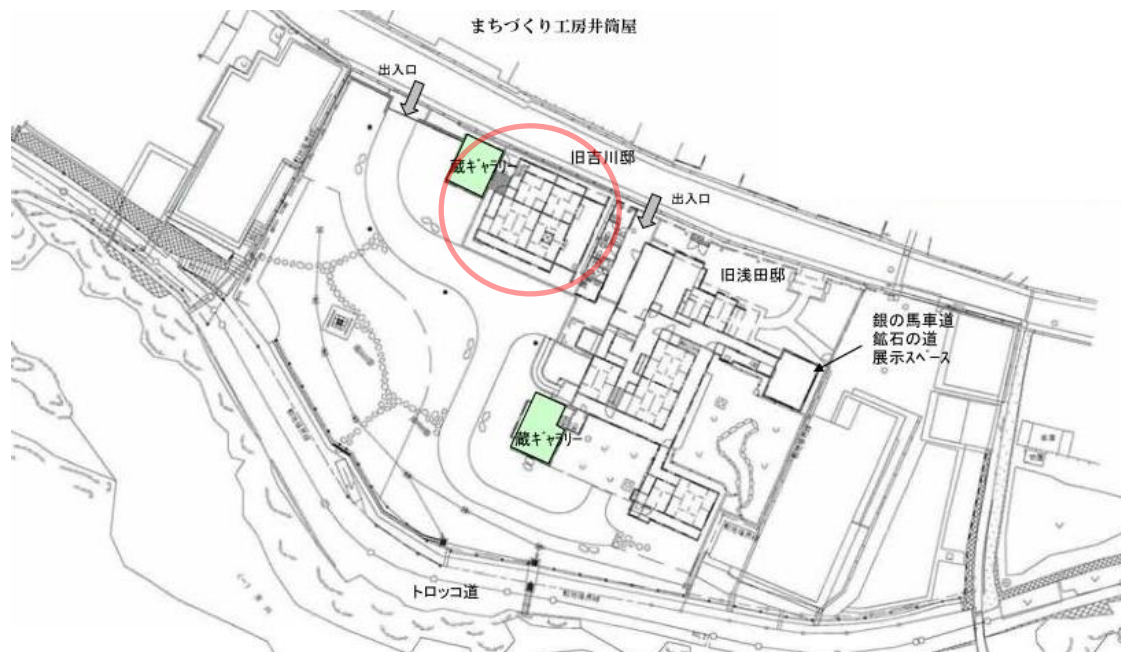 まちづくり工房井筒屋
出入口
蔵ギャラリー
旧吉川邸
出入口
旧浅田邸
銀の馬車道
鉱石の道
展示スペース
蔵ギャラリー
トロッコ道